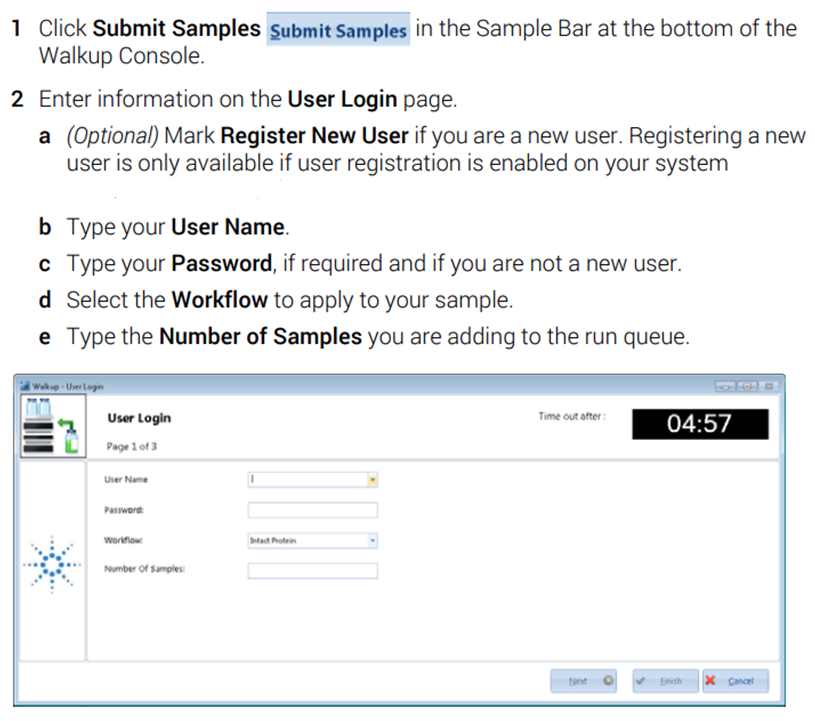 1 Click Submit Samples Submit Samples in the Sample Bar at the bottom of the
Walkup Console.
2 Enter information on the User Login page.
a (Optional) Mark Register New User if you are a new user. Registering a new
user is only available if user registration is enabled on your system
b Type your User Name.
c Type your Password, if required and if you are not a new user.
d Select the Workflow to apply to your sample.
e Type the Number of Samples you are adding to the run queue.
Walkup - User Login
User Login
Time out after :
04:57
Page 1 of 3
User Name
Password:
Workflow:
Intact Protein
Number Of Samples:
Next
Finish
Cancel